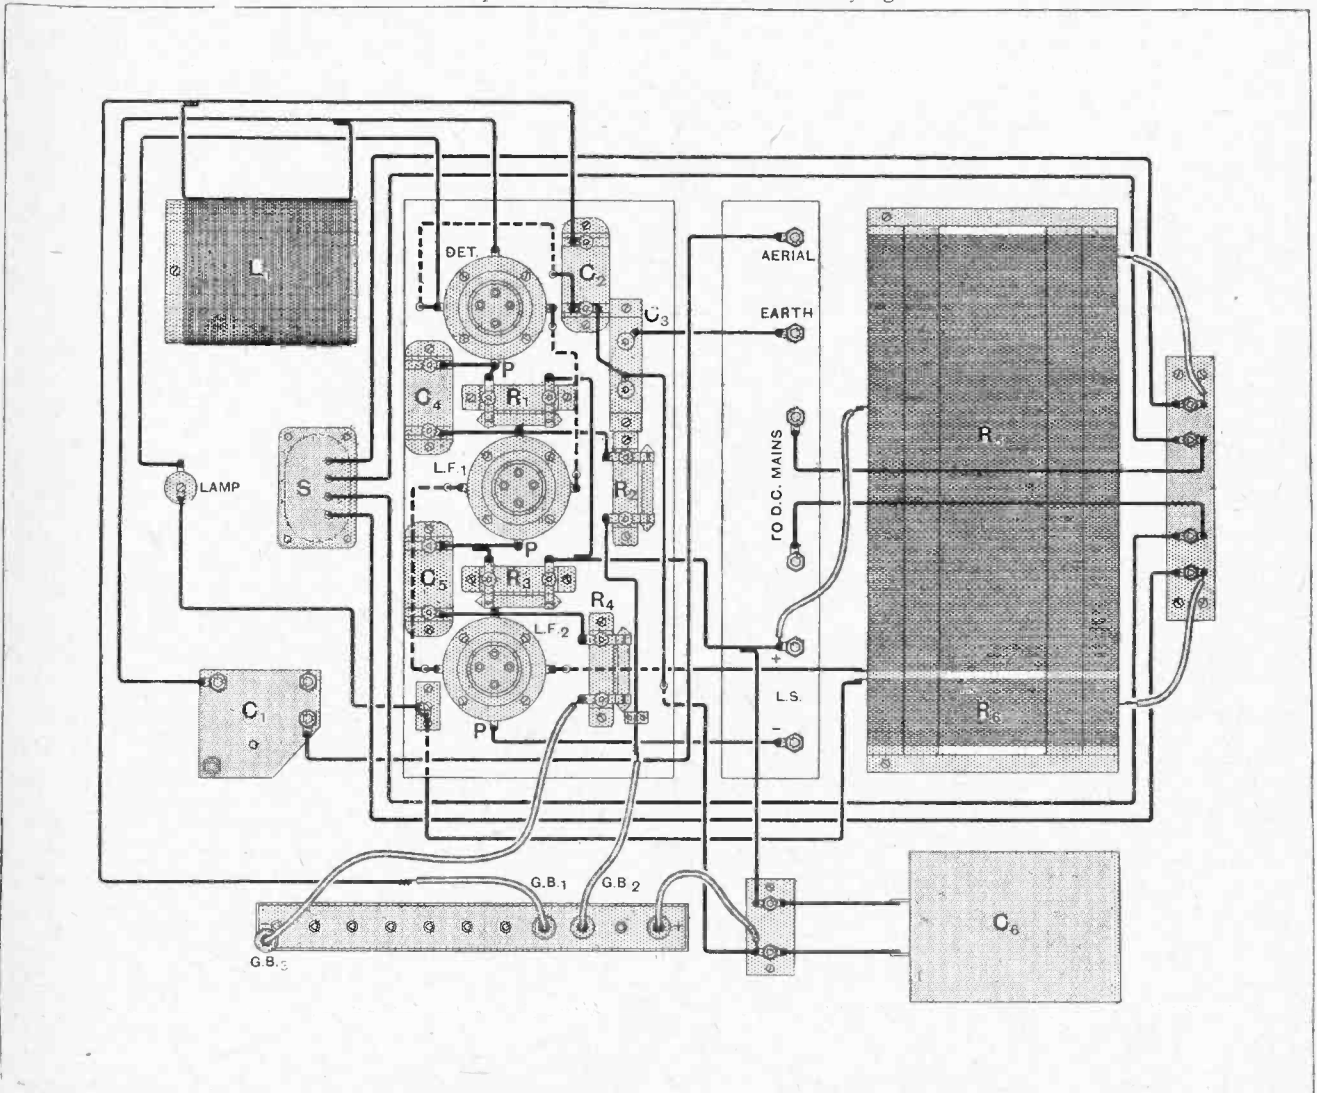 AERIAL
L₁
DET.
C₂
EARTH
C₃
P
C₄
R₁
L.F.₁
LAMP
S
R₂
TO D.C. MAINS
R₅
P
C₅
R₃
R₄
L.F.₂
+
L.S.
C₁
R₆
P
−
G.B.₁
G.B.₂
+
C₆
G.B.₃